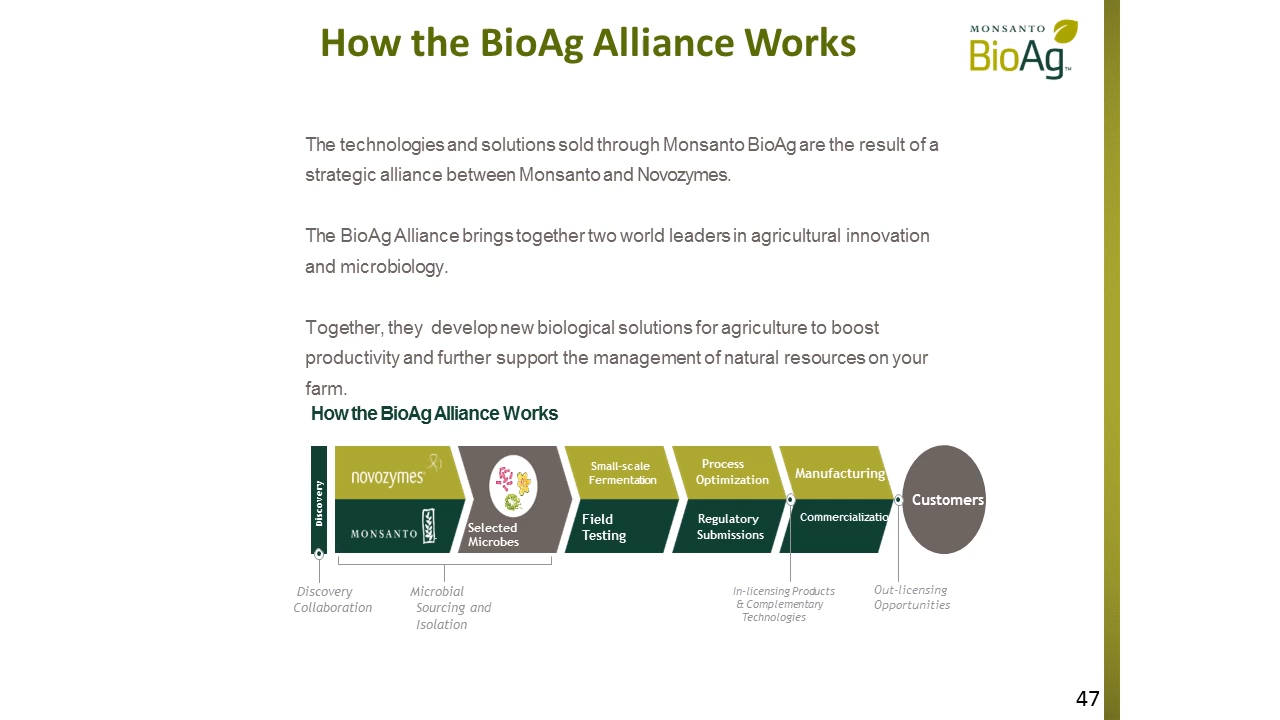 How the BioAg Alliance Works
MONSANTO
BioAg™
The technologies and solutions sold through Monsanto BioAg are the result of a
strategic alliance between Monsanto and Novozymes.
The BioAg Alliance brings together two world leaders in agricultural innovation
and microbiology.
Together, they develop new biological solutions for agriculture to boost
productivity and further support the management of natural resources on your
farm.
How the BioAg Alliance Works
Discovery
novozymes®
MONSANTO
Selected
Microbes
Small-scale
Fermentation
Field
Testing
Process
Optimization
Regulatory
Submissions
Manufacturing
Commercializatio
Customers
Discovery
Collaboration
Microbial
Sourcing and
Isolation
In-licensing Products
& Complementary
Technologies
Out-licensing
Opportunities
47